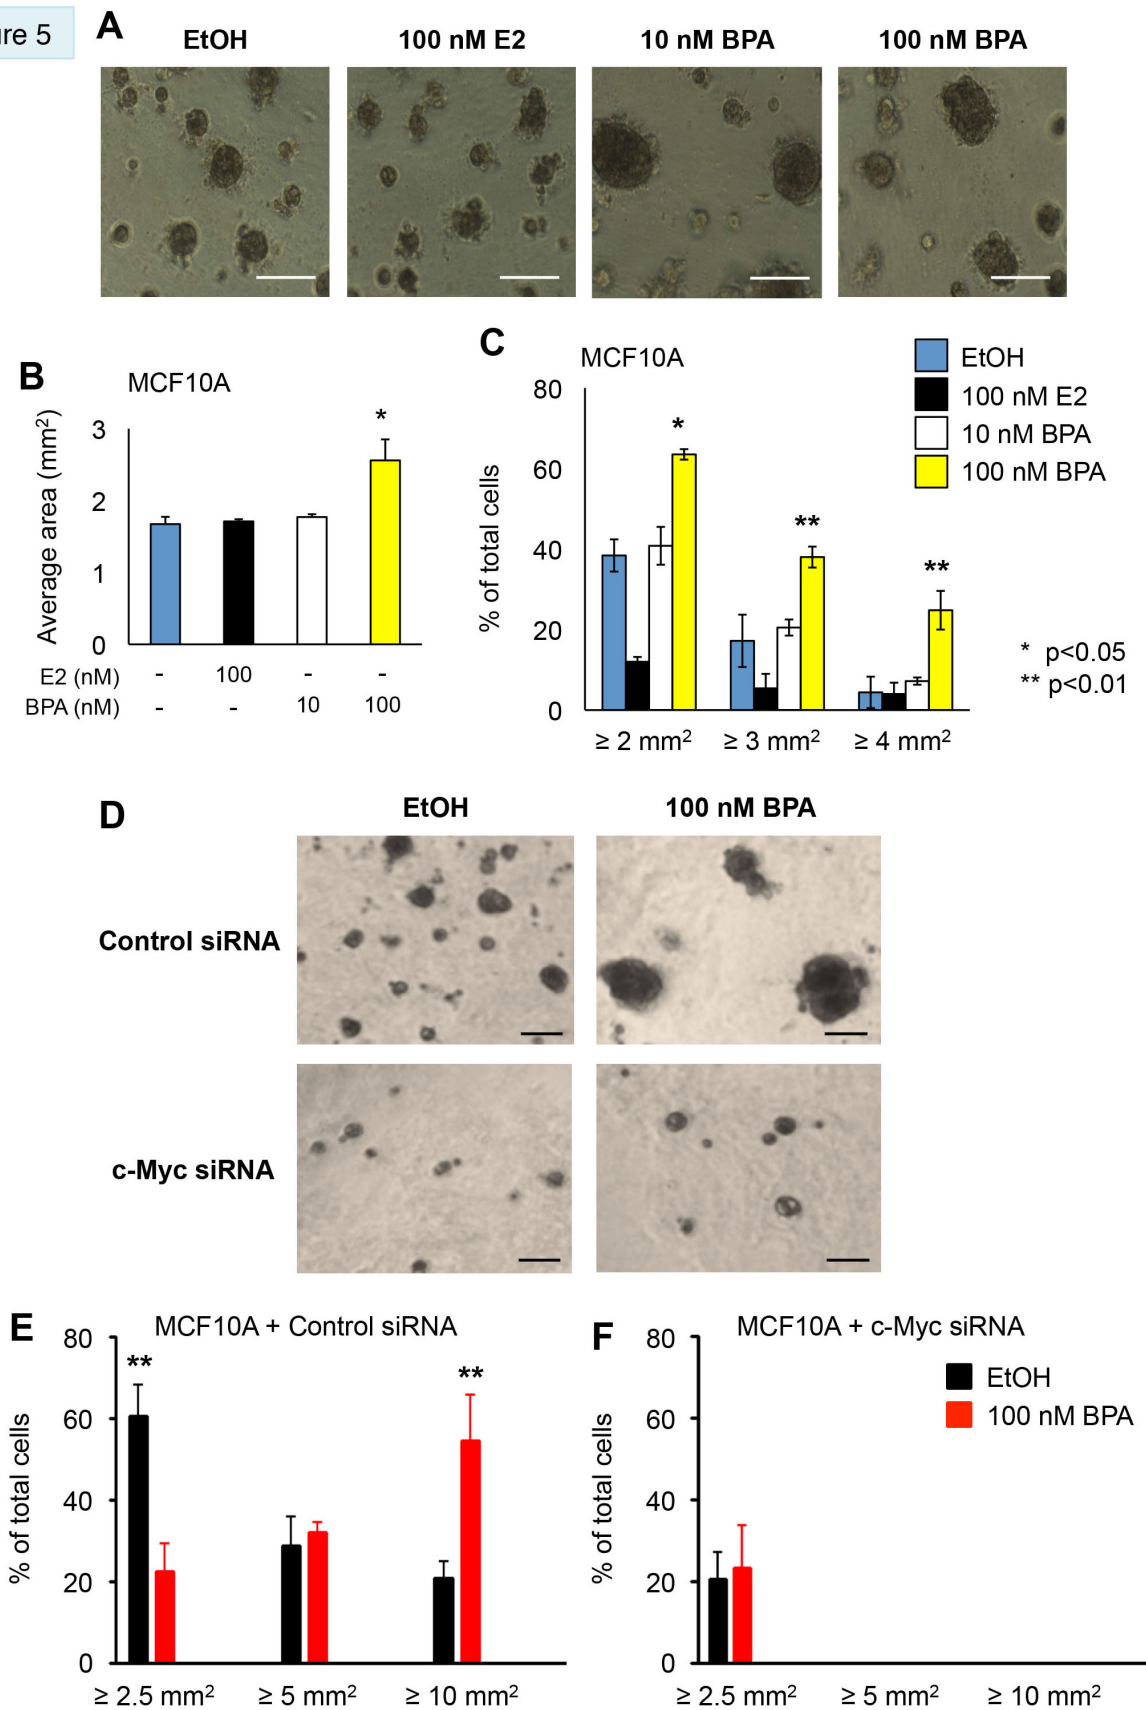 ure 5
A
EtOH
100 nM E2
10 nM BPA
100 nM BPA
B
MCF10A
Average area (mm²)
3
2
1
0
E2 (nM) - 100 - -
BPA (nM) - - 10 100
*
C
MCF10A
EtOH
100 nM E2
10 nM BPA
100 nM BPA
% of total cells
80
60
40
20
0
*
**
**
≥ 2 mm² ≥ 3 mm² ≥ 4 mm²
* p<0.05
** p<0.01
D
EtOH
100 nM BPA
Control siRNA
c-Myc siRNA
E
MCF10A + Control siRNA
% of total cells
80
60
40
20
0
**
**
≥ 2.5 mm² ≥ 5 mm² ≥ 10 mm²
F
MCF10A + c-Myc siRNA
EtOH
100 nM BPA
% of total cells
80
60
40
20
0
≥ 2.5 mm² ≥ 5 mm² ≥ 10 mm²